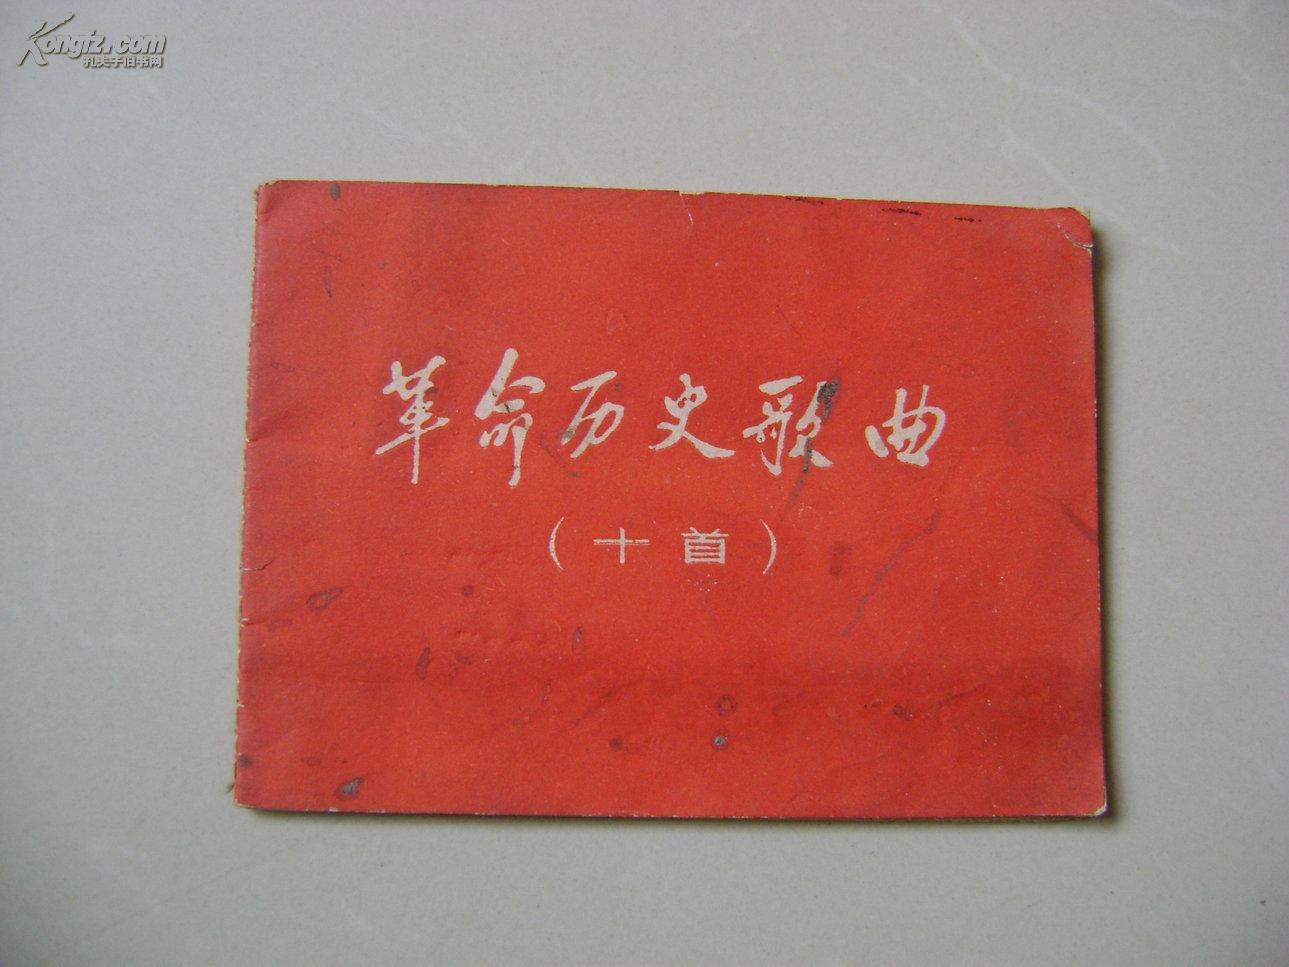 Kongfz.com
孔夫子旧书网
革命历史歌曲
（十首）